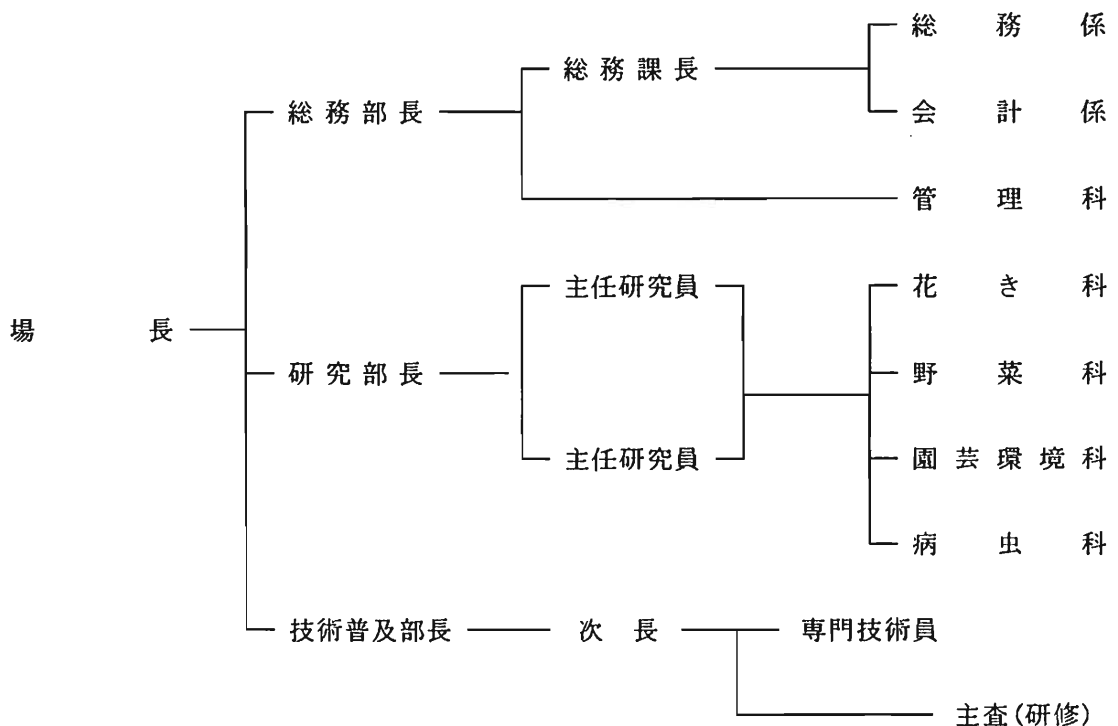 総務係
総務課長
総務部長
会計係
管理科
主任研究員
花き科
場長
研究部長
野菜科
主任研究員
園芸環境科
病虫科
技術普及部長
次長
専門技術員
主査(研修)